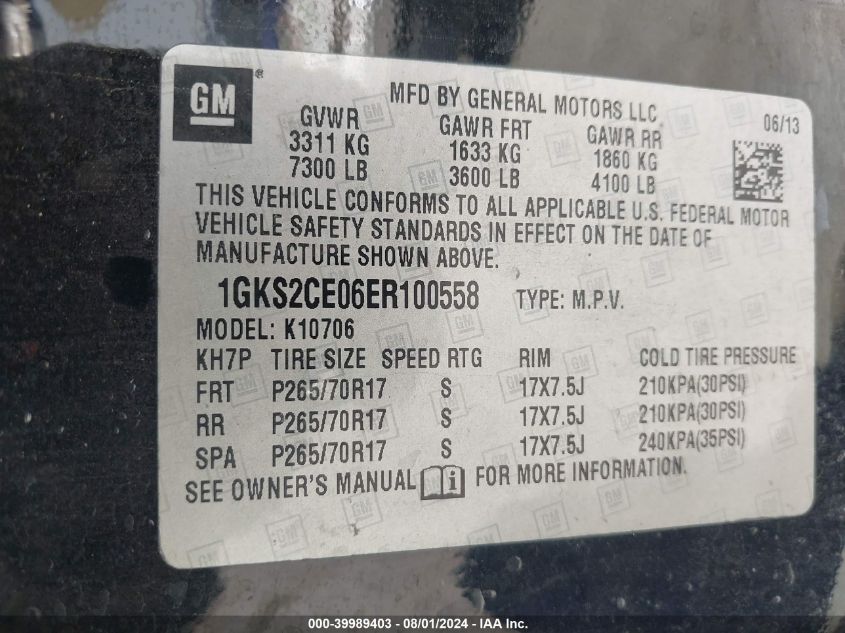 GM®
MFD BY GENERAL MOTORS LLC
06/13
GVWR GAWR FRT GAWR RR
3311 KG 1633 KG 1860 KG
7300 LB 3600 LB 4100 LB
THIS VEHICLE CONFORMS TO ALL APPLICABLE U.S. FEDERAL MOTOR
VEHICLE SAFETY STANDARDS IN EFFECT ON THE DATE OF
MANUFACTURE SHOWN ABOVE.
1GKS2CE06ER100558 TYPE: M.P.V.
MODEL: K10706
KH7P TIRE SIZE SPEED RTG RIM COLD TIRE PRESSURE
FRT P265/70R17 S 17X7.5J 210KPA(30PSI)
RR P265/70R17 S 17X7.5J 210KPA(30PSI)
SPA P265/70R17 S 17X7.5J 240KPA(35PSI)
SEE OWNER'S MANUAL i FOR MORE INFORMATION.
000-39989403 - 08/01/2024 - IAA Inc.